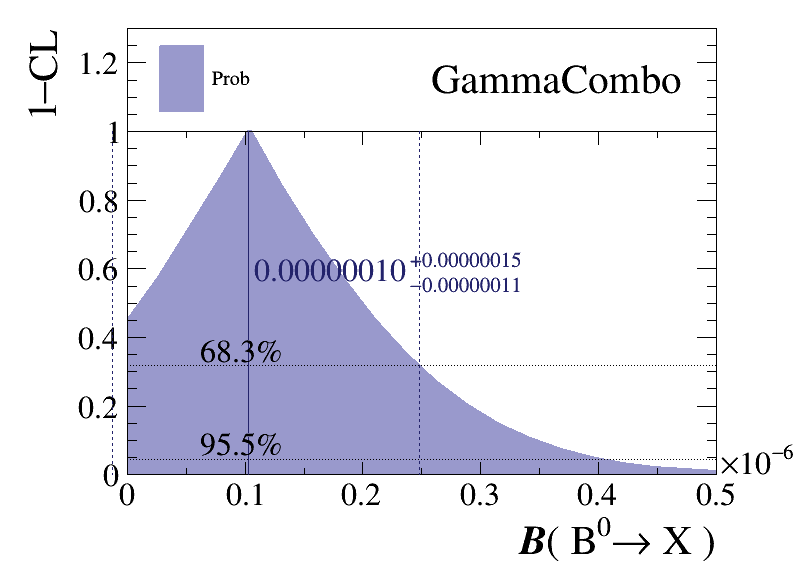 1−CL
1.2
1
0.8
0.6
0.4
0.2
0
Prob
GammaCombo
0.00000010 +0.00000015 −0.00000011
68.3%
95.5%
0 0.1 0.2 0.3 0.4 0.5
×10⁻⁶
B( B⁰→ X )